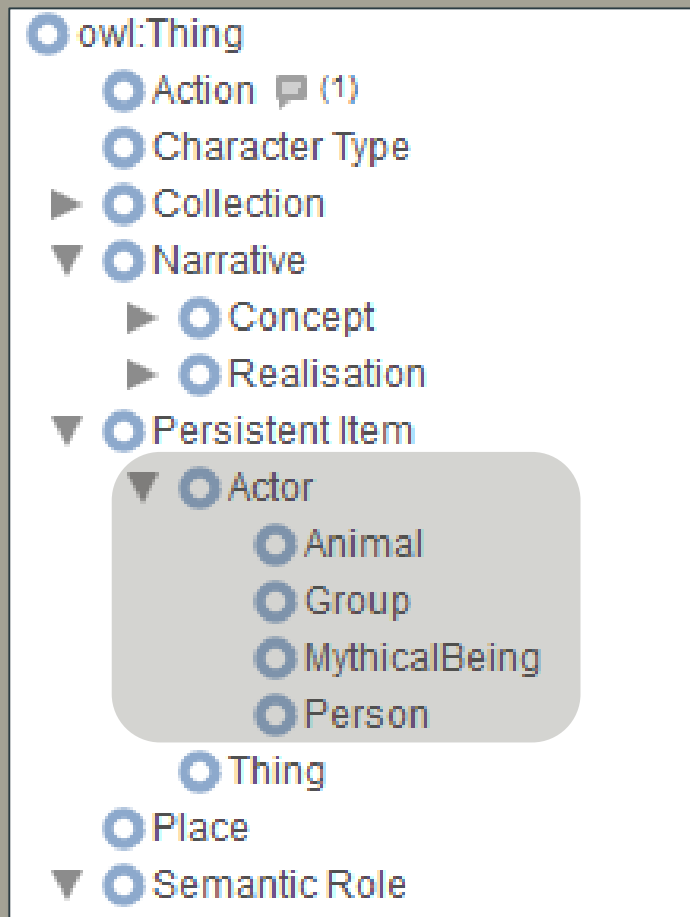 owl:Thing
Action (1)
Character Type
Collection
Narrative
Concept
Realisation
Persistent Item
Actor
Animal
Group
MythicalBeing
Person
Thing
Place
Semantic Role